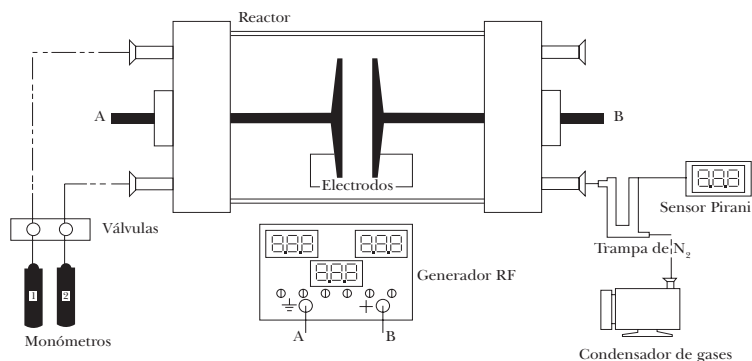 Reactor
A
B
Electrodos
Sensor Pirani
Válvulas
Trampa de N₂
Generador RF
1
2
A
B
Monómetros
Condensador de gases